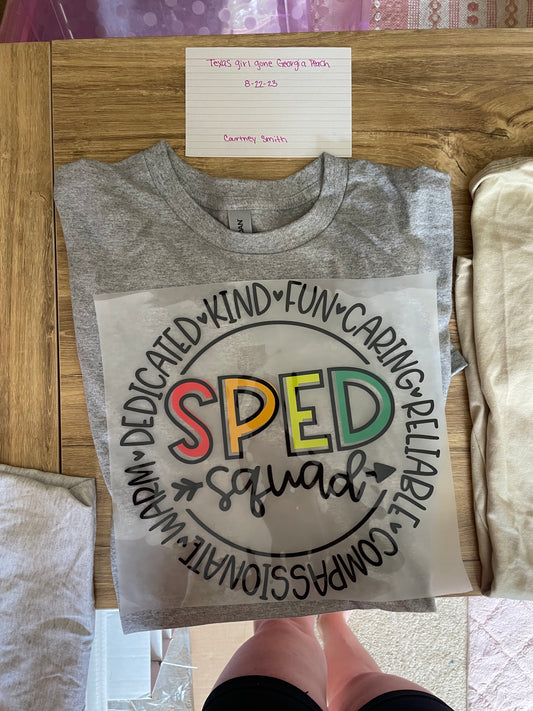 Texas girl gone Georgia Peach
8-22-23
Courtney Smith
WARM ♥ DEDICATED ♥ KIND ♥ FUN ♥ CARING ♥ RELIABLE ♥ COMPASSIONATE ♥
SPED
squad